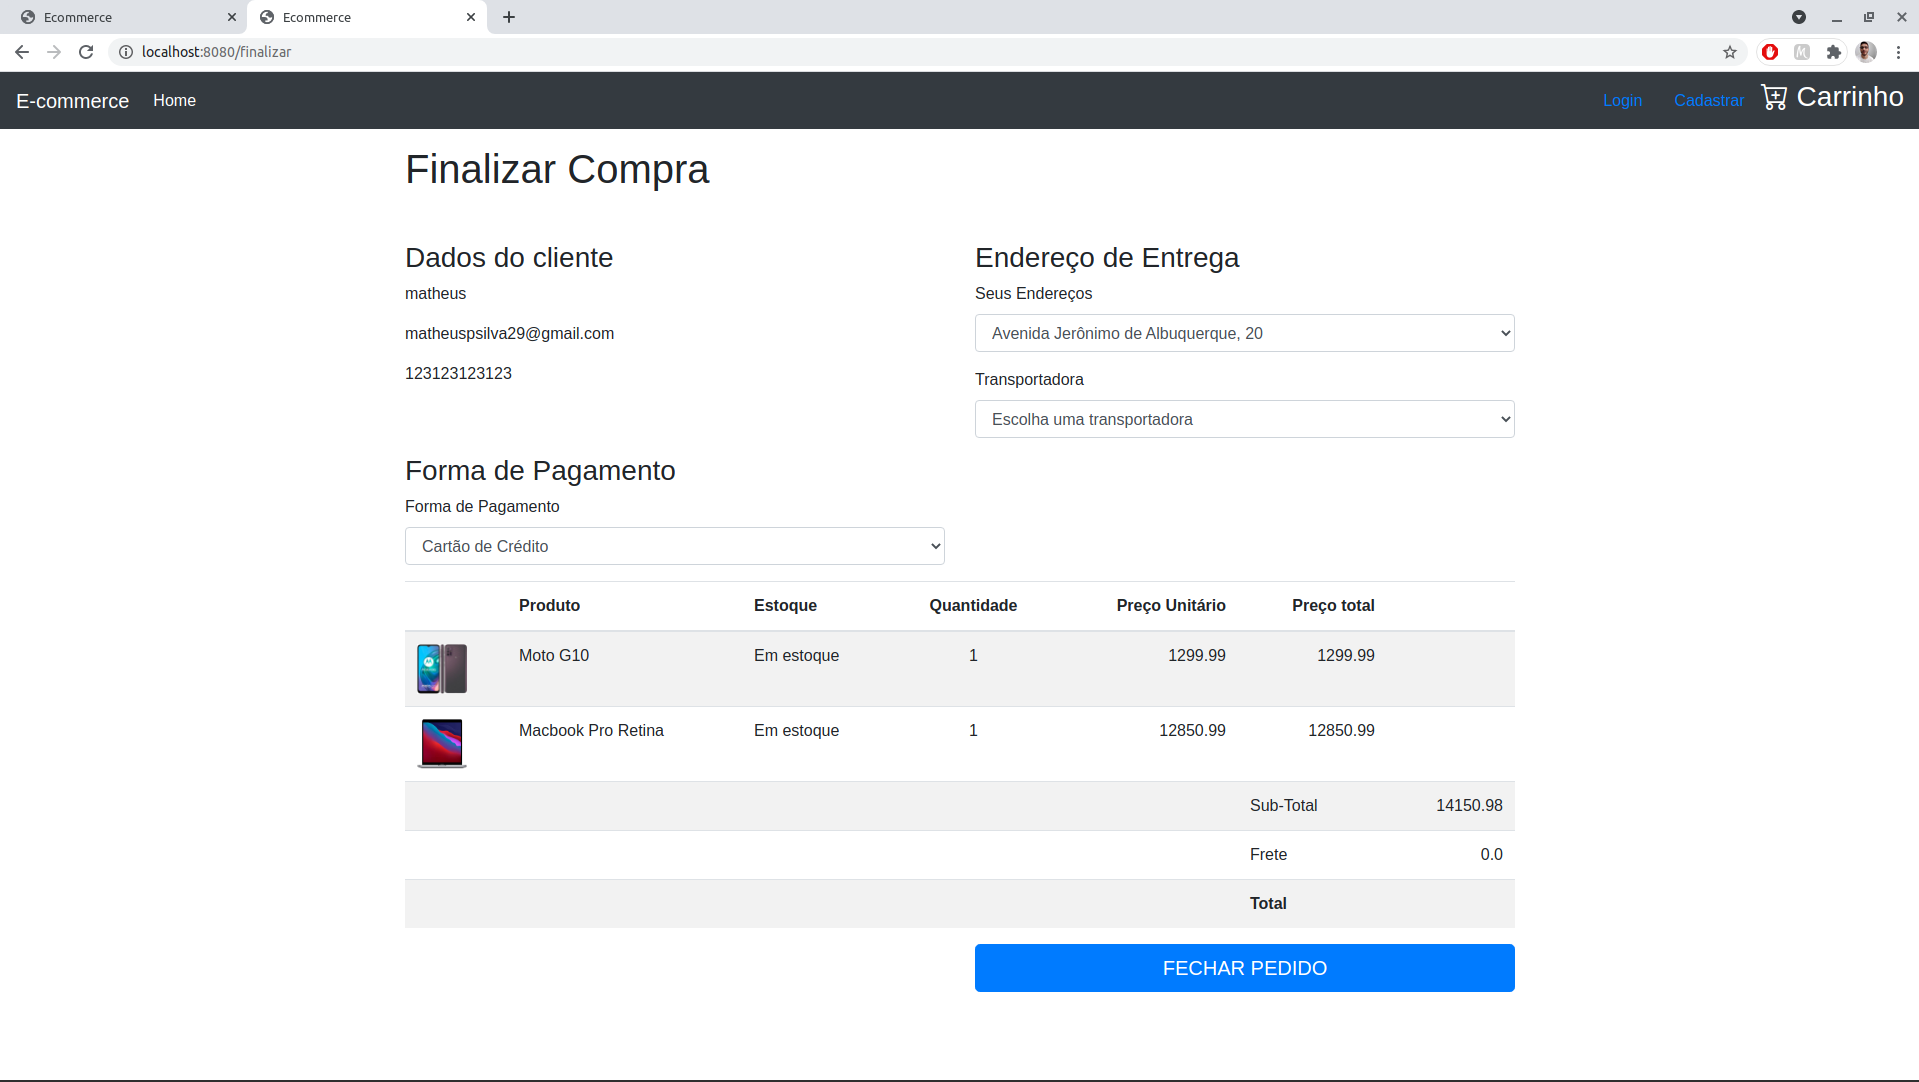 Ecommerce
Ecommerce
localhost:8080/finalizar
E-commerce Home Login Cadastrar Carrinho
Finalizar Compra
Dados do cliente
matheus
matheuspsilva29@gmail.com
123123123123
Endereço de Entrega
Seus Endereços
Avenida Jerônimo de Albuquerque, 20
Transportadora
Escolha uma transportadora
Forma de Pagamento
Forma de Pagamento
Cartão de Crédito
Produto Estoque Quantidade Preço Unitário Preço total
Moto G10 Em estoque 1 1299.99 1299.99
Macbook Pro Retina Em estoque 1 12850.99 12850.99
Sub-Total 14150.98
Frete 0.0
Total
FECHAR PEDIDO